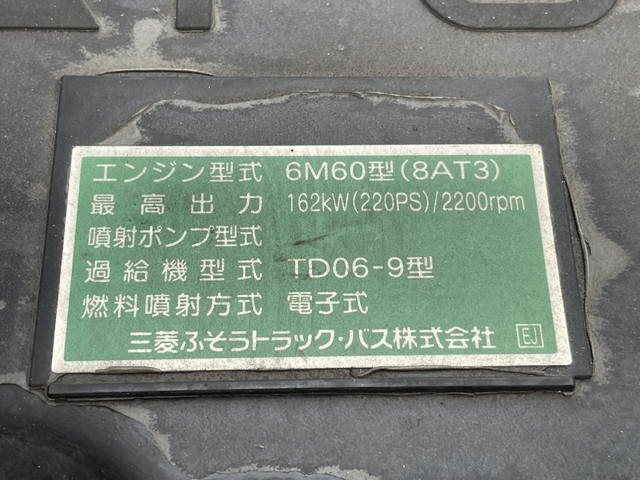 エンジン型式 6M60型(8AT3)
最高出力 162kW(220PS)/2200rpm
噴射ポンプ型式
過給機型式 TD06-9型
燃料噴射方式 電子式
三菱ふそうトラック・バス株式会社 EJ